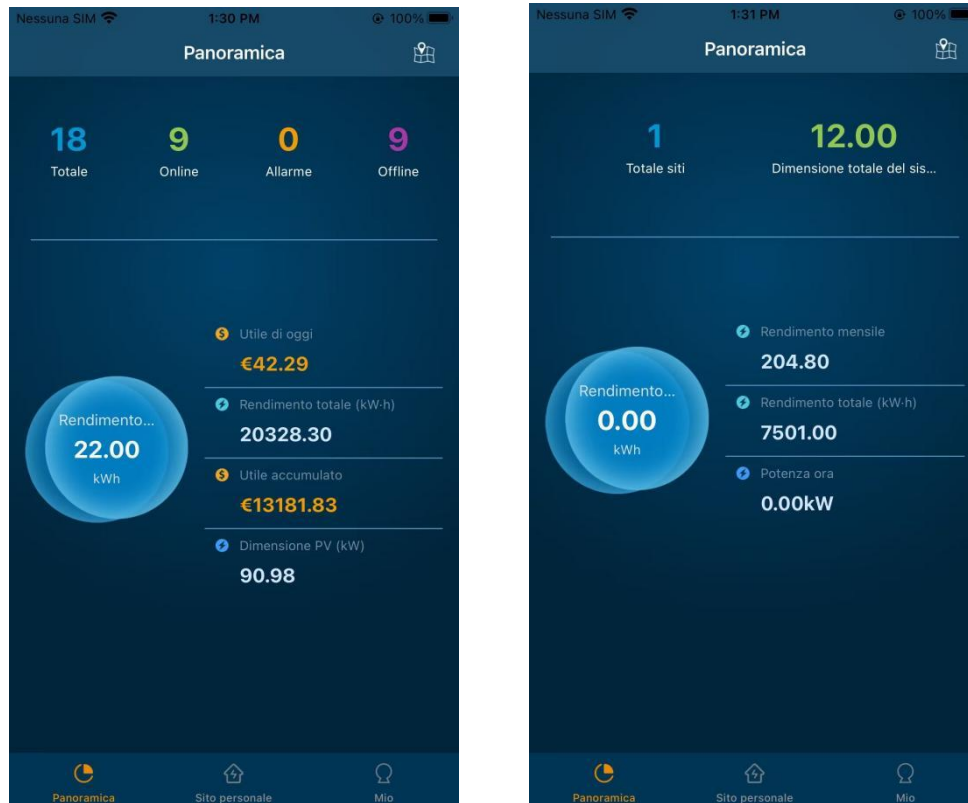 Nessuna SIM 1:30 PM 100%
Panoramica
18 9 0 9
Totale Online Allarme Offline
Utile di oggi
€42.29
Rendimento totale (kW·h)
20328.30
Rendimento...
22.00
kWh
Utile accumulato
€13181.83
Dimensione PV (kW)
90.98
Panoramica Sito personale Mio
Nessuna SIM 1:31 PM 100%
Panoramica
1 12.00
Totale siti Dimensione totale del sis...
Rendimento mensile
204.80
Rendimento...
0.00
kWh
Rendimento totale (kW·h)
7501.00
Potenza ora
0.00kW
Panoramica Sito personale Mio